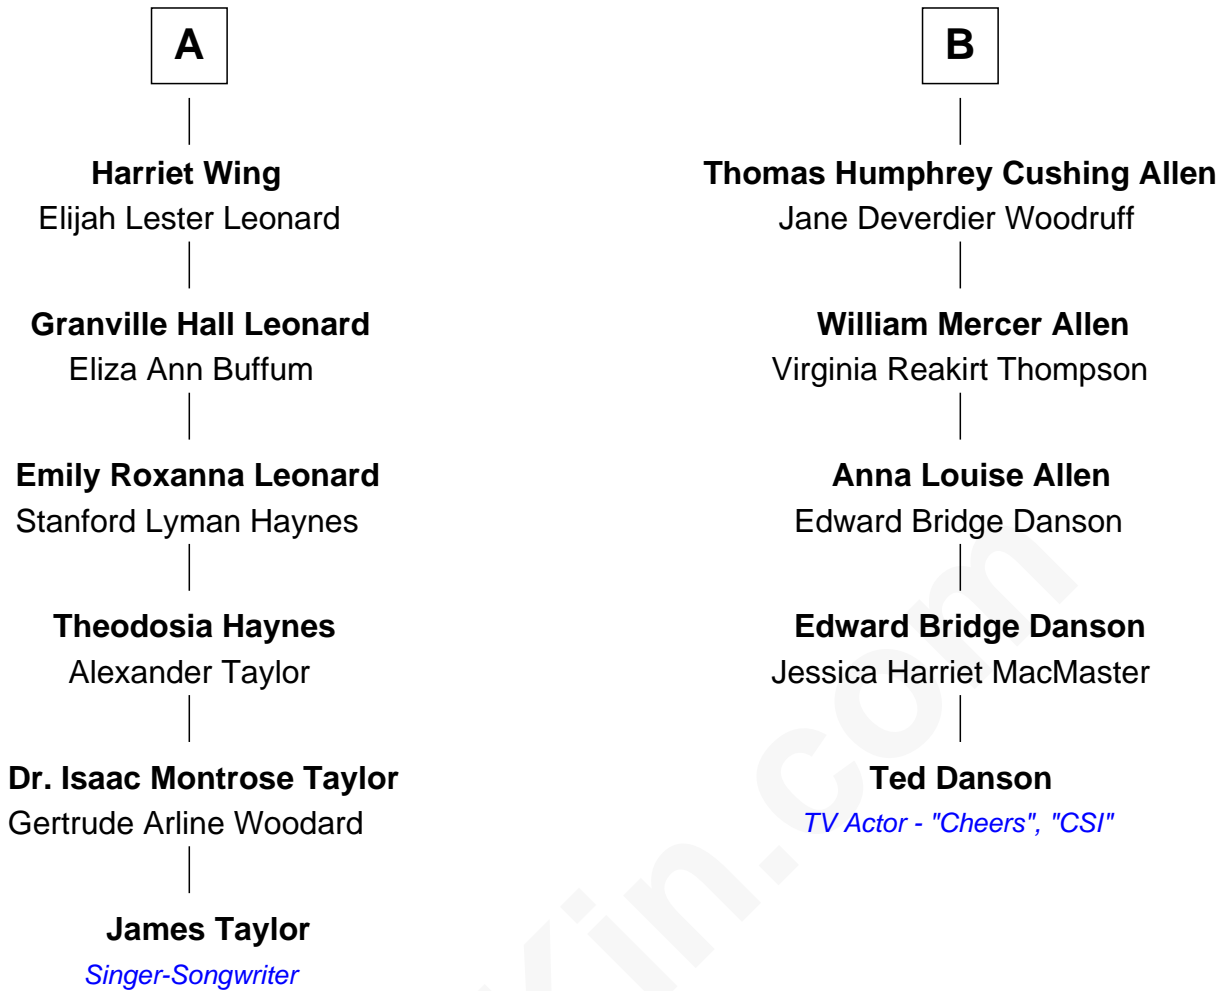 A
Harriet Wing
Elijah Lester Leonard
Granville Hall Leonard
Eliza Ann Buffum
Emily Roxanna Leonard
Stanford Lyman Haynes
Theodosia Haynes
Alexander Taylor
Dr. Isaac Montrose Taylor
Gertrude Arline Woodard
James Taylor
Singer-Songwriter
B
Thomas Humphrey Cushing Allen
Jane Deverdier Woodruff
William Mercer Allen
Virginia Reakirt Thompson
Anna Louise Allen
Edward Bridge Danson
Edward Bridge Danson
Jessica Harriet MacMaster
Ted Danson
TV Actor - "Cheers", "CSI"